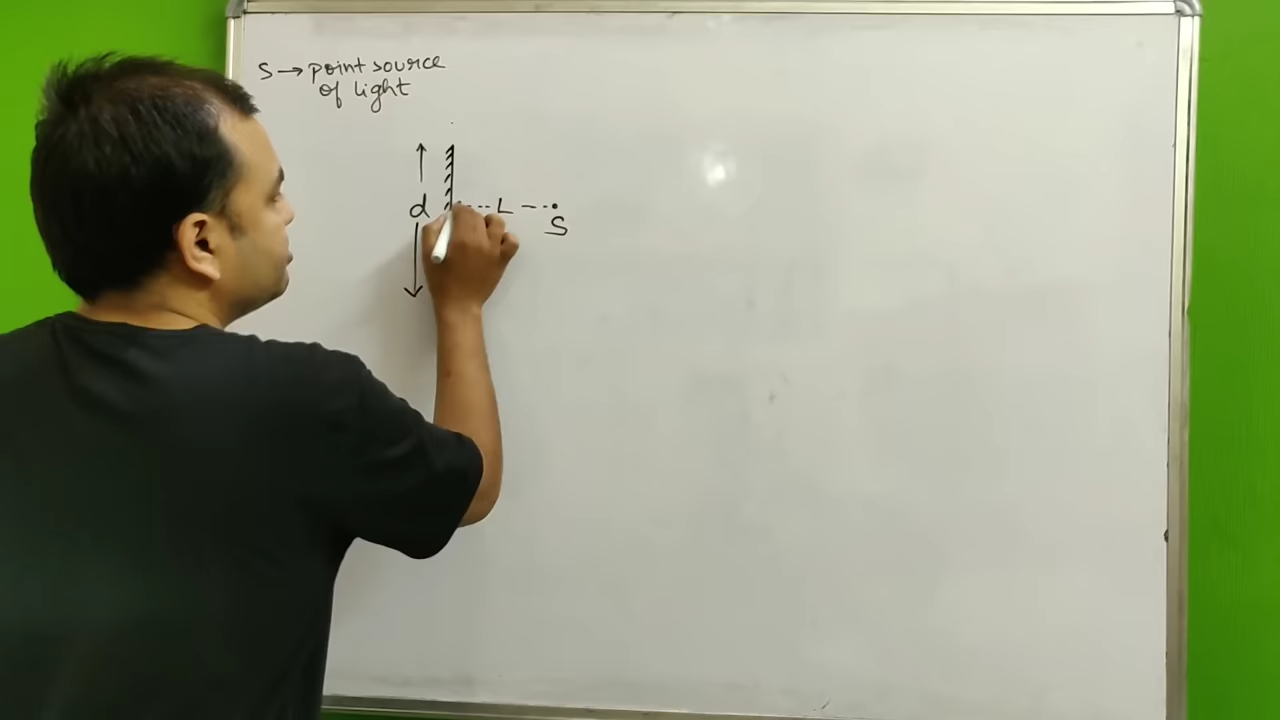 S → point source
of light
d
L
S